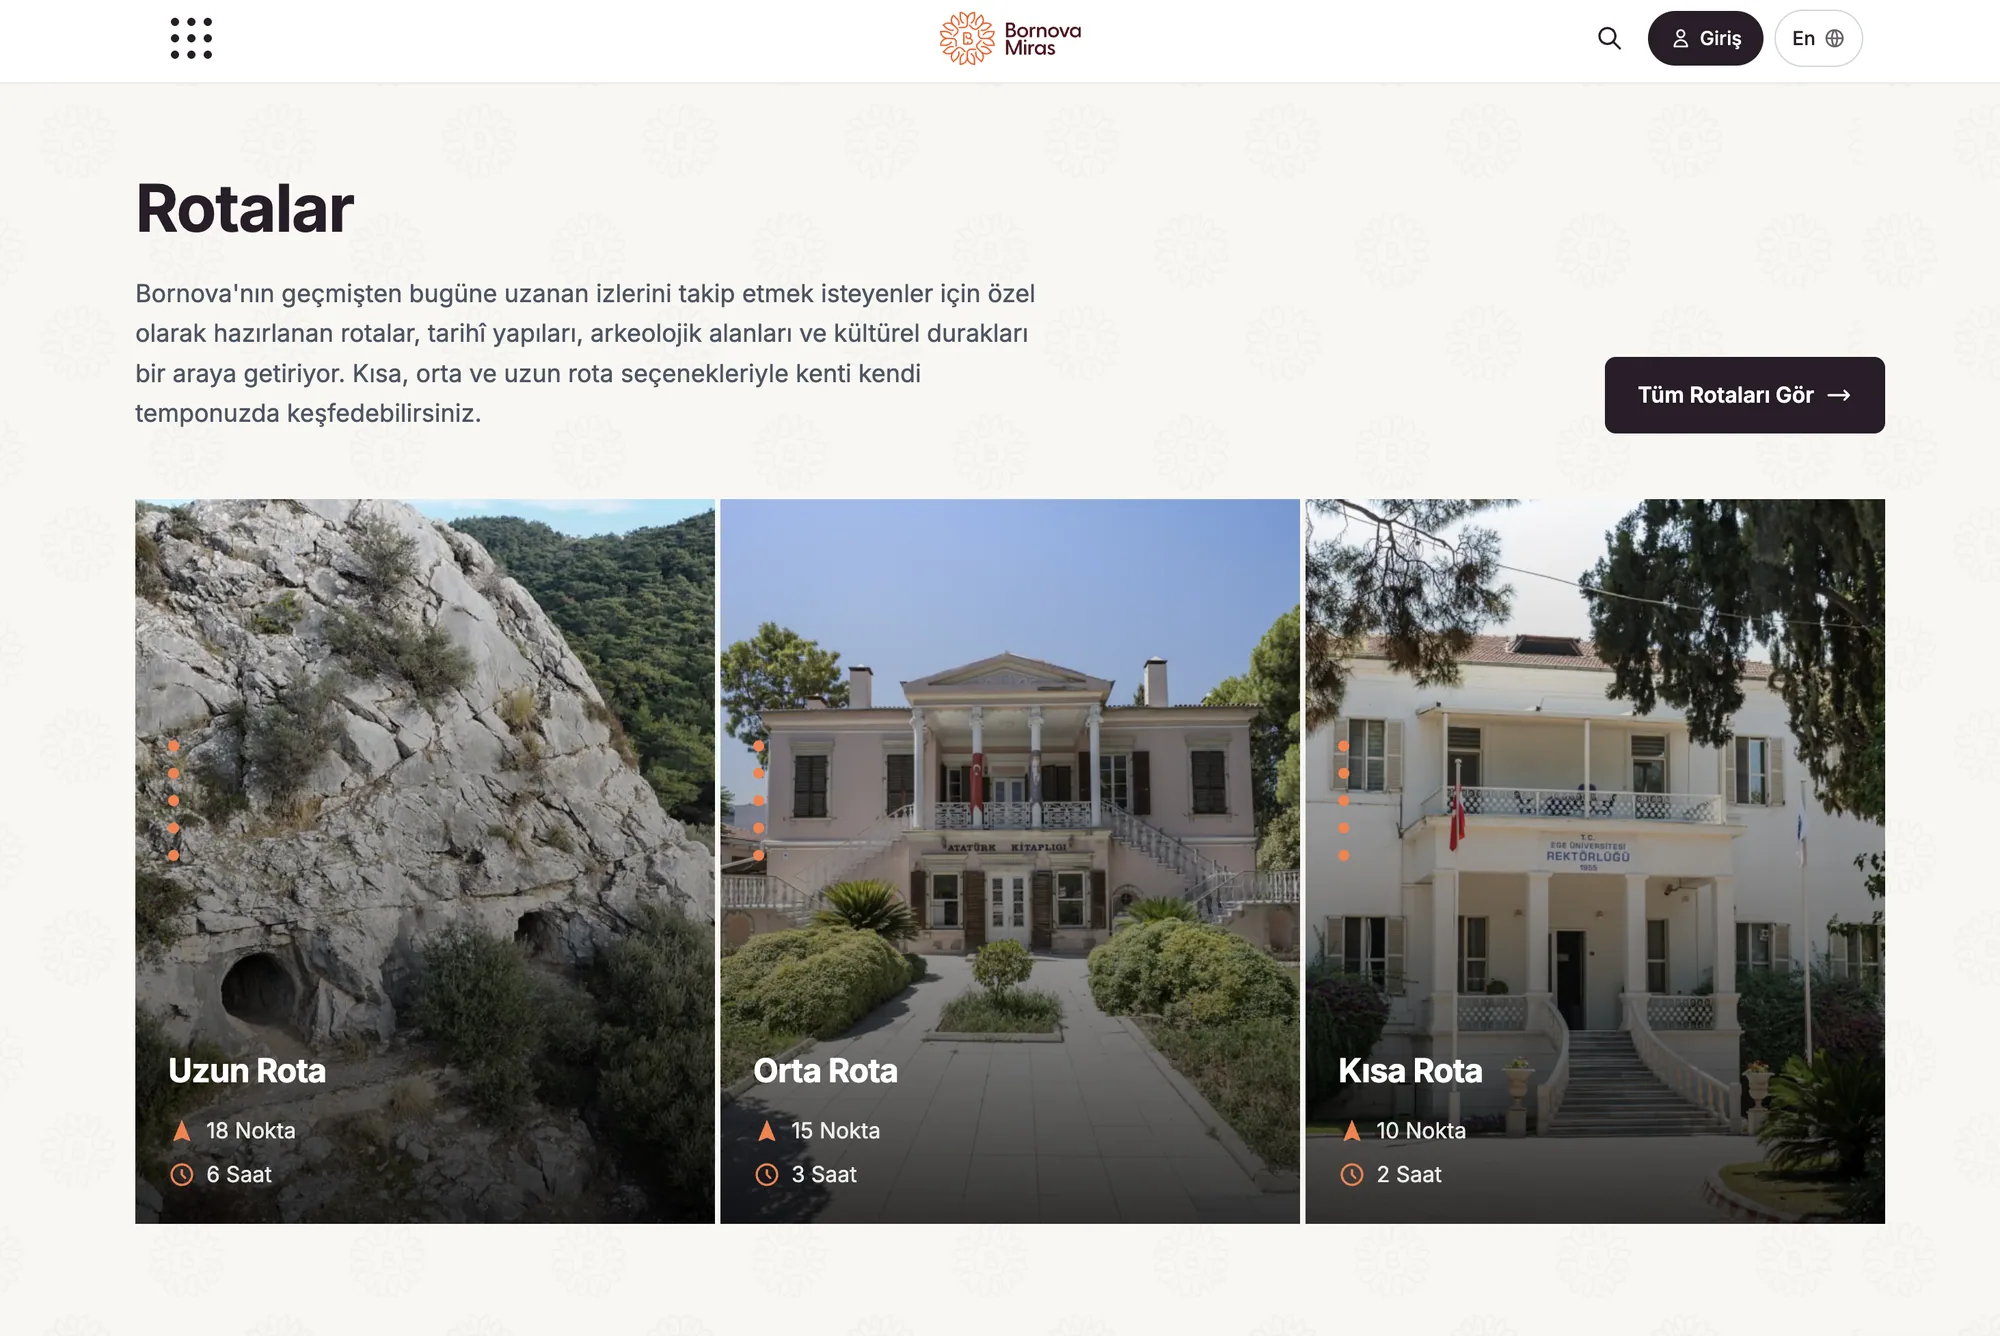 Bornova
Miras
Giriş
En
Rotalar
Bornova'nın geçmişten bugüne uzanan izlerini takip etmek isteyenler için özel
olarak hazırlanan rotalar, tarihî yapıları, arkeolojik alanları ve kültürel durakları
bir araya getiriyor. Kısa, orta ve uzun rota seçenekleriyle kenti kendi
temponuzda keşfedebilirsiniz.
Tüm Rotaları Gör →
ATATÜRK KİTAPLIĞI
T.C.
EGE ÜNİVERSİTESİ
REKTÖRLÜĞÜ
1955
Uzun Rota
18 Nokta
6 Saat
Orta Rota
15 Nokta
3 Saat
Kısa Rota
10 Nokta
2 Saat